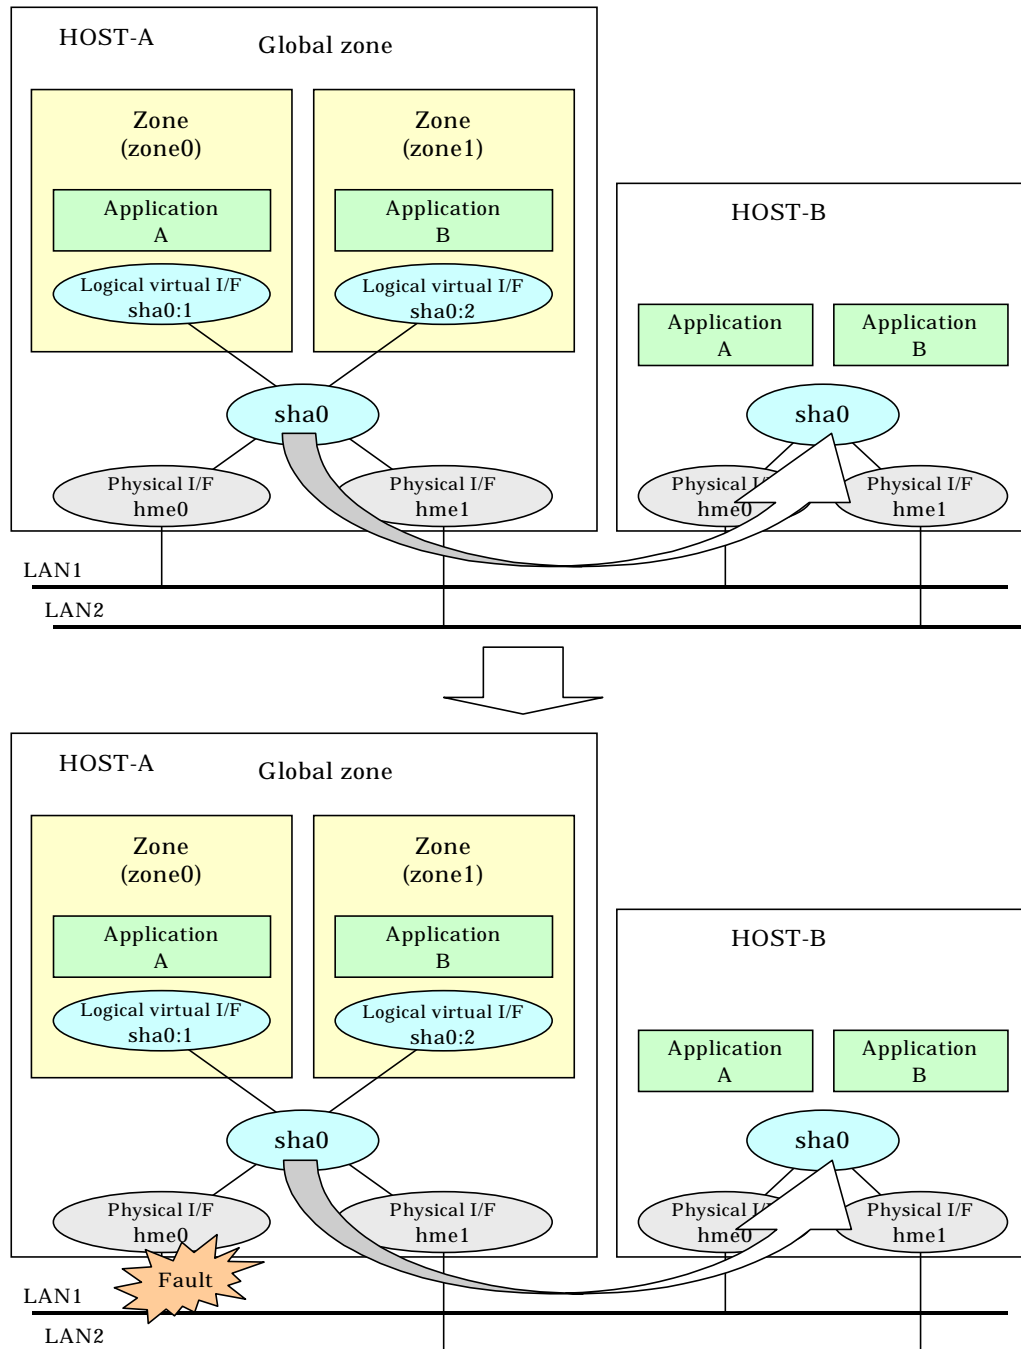 HOST-A
Global zone
Zone
(zone0)
Zone
(zone1)
Application
A
Application
B
Logical virtual I/F
sha0:1
Logical virtual I/F
sha0:2
HOST-B
Application
A
Application
B
sha0
sha0
Physical I/F
hme0
Physical I/F
hme1
Physical I/
hme0
Physical I/F
hme1
LAN1
LAN2
HOST-A
Global zone
Zone
(zone0)
Zone
(zone1)
Application
A
Application
B
Logical virtual I/F
sha0:1
Logical virtual I/F
sha0:2
HOST-B
Application
A
Application
B
sha0
sha0
Physical I/F
hme0
Physical I/F
hme1
Physical I/
hme0
Physical I/F
hme1
Fault
LAN1
LAN2